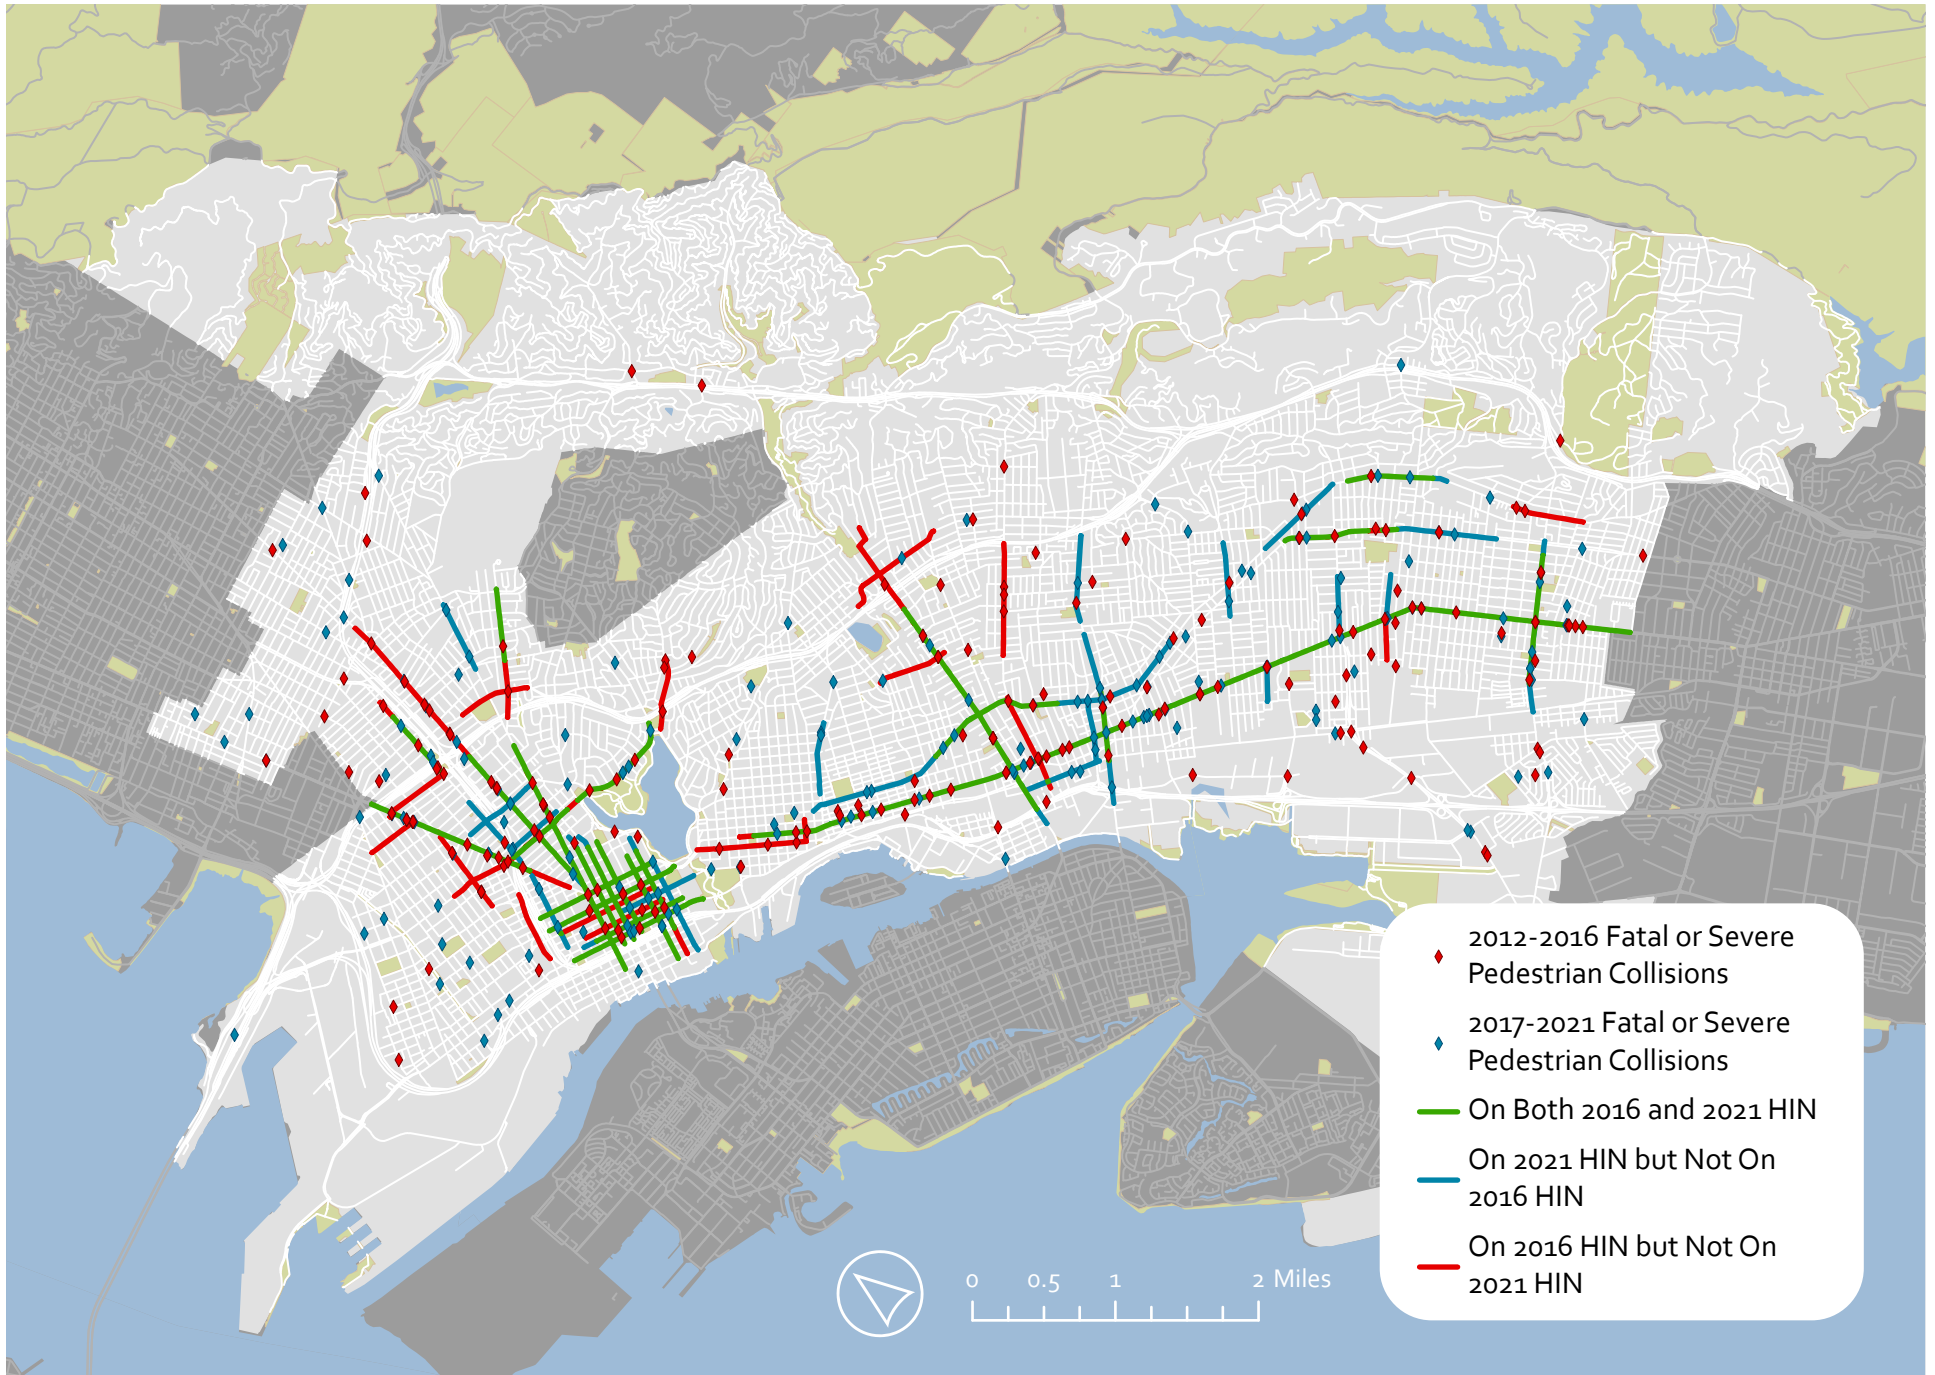 2012-2016 Fatal or Severe
Pedestrian Collisions
2017-2021 Fatal or Severe
Pedestrian Collisions
On Both 2016 and 2021 HIN
On 2021 HIN but Not On
2016 HIN
On 2016 HIN but Not On
2021 HIN
0 0.5 1 2 Miles